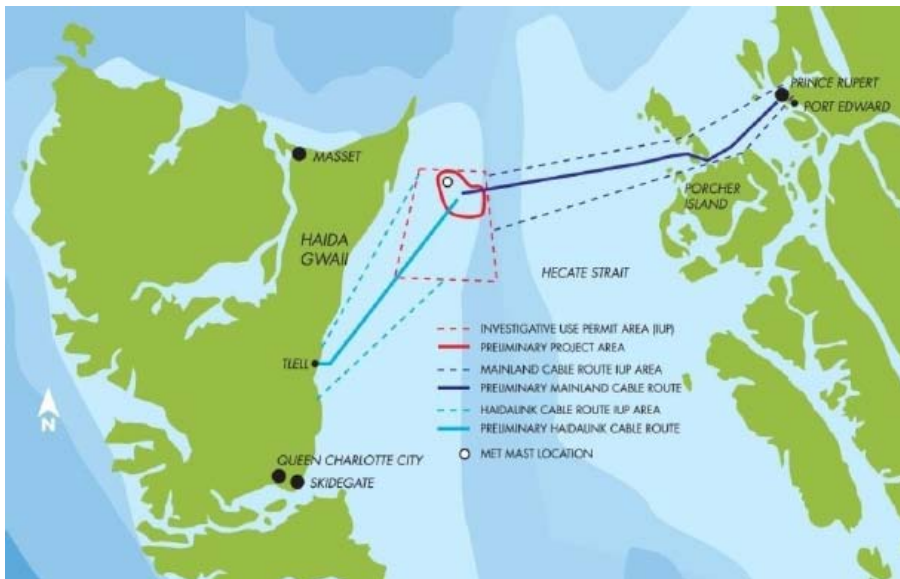 PRINCE RUPERT
PORT EDWARD
MASSET
PORCHER
ISLAND
HAIDA
GWAII
HECATE STRAIT
INVESTIGATIVE USE PERMIT AREA (IUP)
PRELIMINARY PROJECT AREA
TLELL
MAINLAND CABLE ROUTE IUP AREA
PRELIMINARY MAINLAND CABLE ROUTE
HAIDALINK CABLE ROUTE IUP AREA
PRELIMINARY HAIDALINK CABLE ROUTE
N
MET MAST LOCATION
QUEEN CHARLOTTE CITY
SKIDEGATE